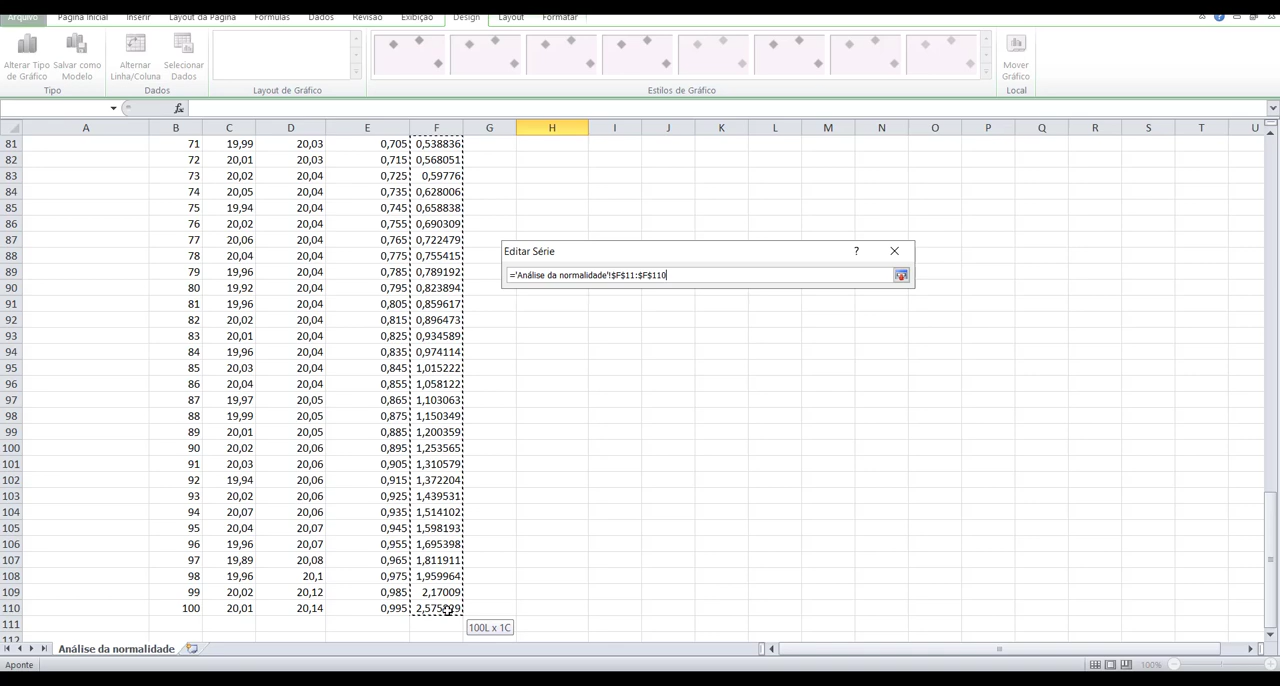 Arquivo Página Inicial Inserir Layout da Página Fórmulas Dados Revisão Exibição Design Layout Formatar
Alterar Tipo de Gráfico Salvar como Modelo Alternar Linha/Coluna Selecionar Dados Mover Gráfico
Tipo Dados Layout de Gráfico Estilos de Gráfico Local
= fx
A B C D E F G H I J K L M N O P Q R S T U
81 71 19,99 20,03 0,705 0,538836
82 72 20,01 20,03 0,715 0,568051
83 73 20,02 20,04 0,725 0,59776
84 74 20,05 20,04 0,735 0,628006
85 75 19,94 20,04 0,745 0,658838
86 76 20,02 20,04 0,755 0,690309
87 77 20,06 20,04 0,765 0,722479
88 78 20,04 20,04 0,775 0,755415
89 79 19,96 20,04 0,785 0,789192
90 80 19,92 20,04 0,795 0,823894
91 81 19,96 20,04 0,805 0,859617
92 82 20,02 20,04 0,815 0,896473
93 83 20,01 20,04 0,825 0,934589
94 84 19,96 20,04 0,835 0,974114
95 85 20,03 20,04 0,845 1,015222
96 86 20,04 20,04 0,855 1,058122
97 87 19,97 20,05 0,865 1,103063
98 88 19,99 20,05 0,875 1,150349
99 89 20,01 20,05 0,885 1,200359
100 90 20,02 20,06 0,895 1,253565
101 91 20,03 20,06 0,905 1,310579
102 92 19,94 20,06 0,915 1,372204
103 93 20,02 20,06 0,925 1,439531
104 94 20,07 20,06 0,935 1,514102
105 95 20,04 20,07 0,945 1,598193
106 96 19,96 20,07 0,955 1,695398
107 97 19,89 20,08 0,965 1,811911
108 98 19,96 20,1 0,975 1,959964
109 99 20,02 20,12 0,985 2,17009
110 100 20,01 20,14 0,995
111
112
Editar Série ?
='Análise da normalidade'!$F$11:$F$110
100L x 1C
Análise da normalidade
Aponte 100%